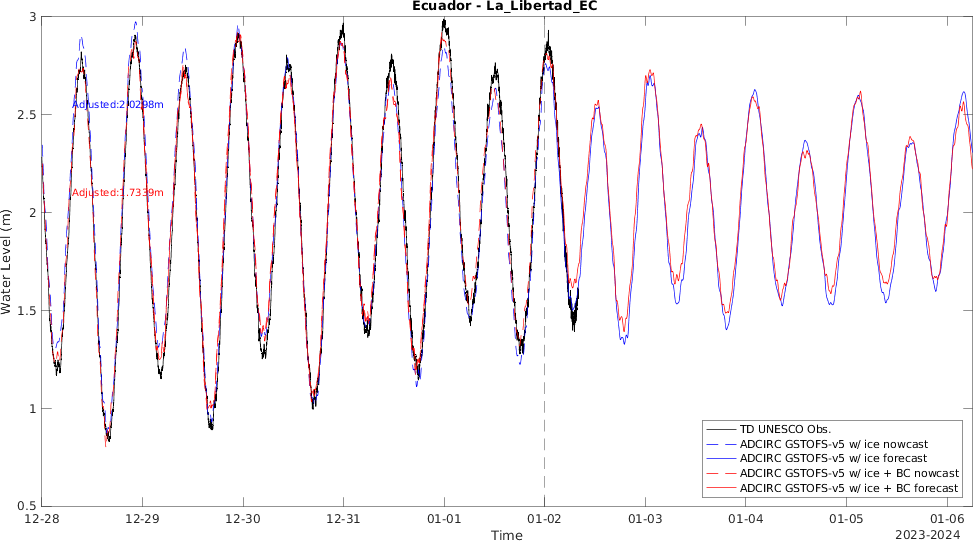 Ecuador - La_Libertad_EC
3
2.5
2
1.5
1
0.5
Water Level (m)
Adjusted:2.0298m
Adjusted:1.7339m
TD UNESCO Obs.
ADCIRC GSTOFS-v5 w/ ice nowcast
ADCIRC GSTOFS-v5 w/ ice forecast
ADCIRC GSTOFS-v5 w/ ice + BC nowcast
ADCIRC GSTOFS-v5 w/ ice + BC forecast
12-28 12-29 12-30 12-31 01-01 01-02 01-03 01-04 01-05 01-06
Time
2023-2024